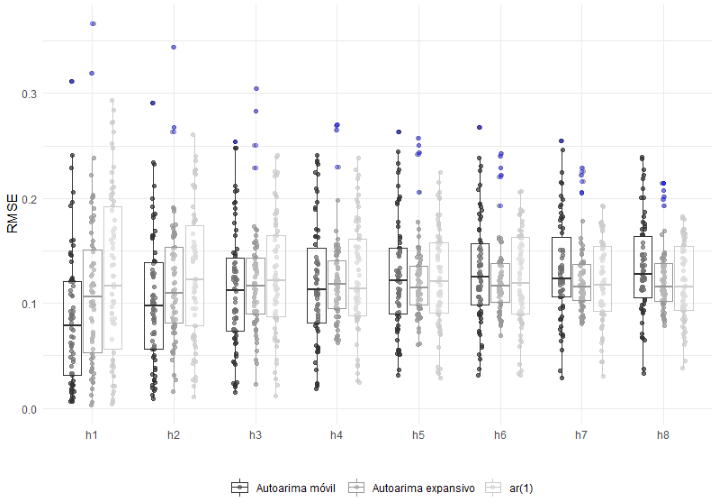 RMSE
0.3
0.2
0.1
0.0
h1 h2 h3 h4 h5 h6 h7 h8
Autoarima móvil Autoarima expansivo ar(1)